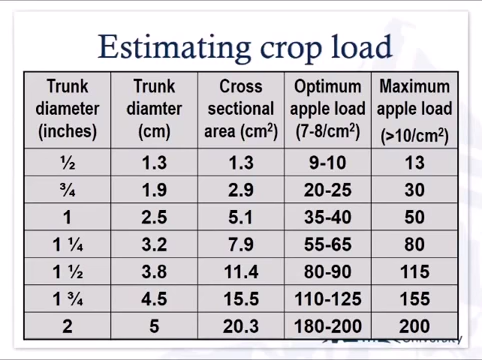 Estimating crop load
Trunk diameter (inches) Trunk diamter (cm) Cross sectional area (cm²) Optimum apple load (7-8/cm²) Maximum apple load (>10/cm²)
½ 1.3 1.3 9-10 13
¾ 1.9 2.9 20-25 30
1 2.5 5.1 35-40 50
1 ¼ 3.2 7.9 55-65 80
1 ½ 3.8 11.4 80-90 115
1 ¾ 4.5 15.5 110-125 155
2 5 20.3 180-200 200
University